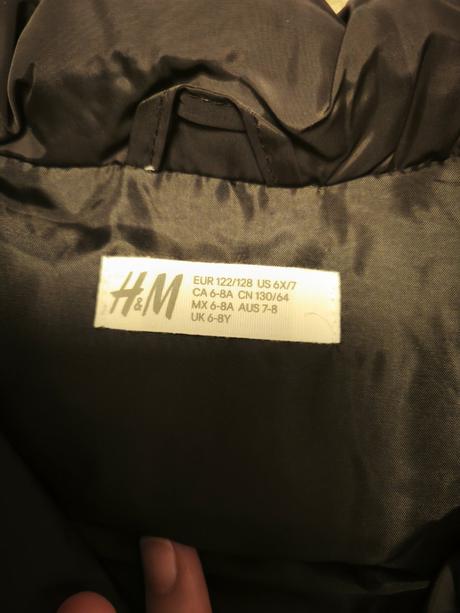 H&M
EUR 122/128 US 6X/7
CA 6-8A CN 130/64
MX 6-8A AUS 7-8
UK 6-8Y